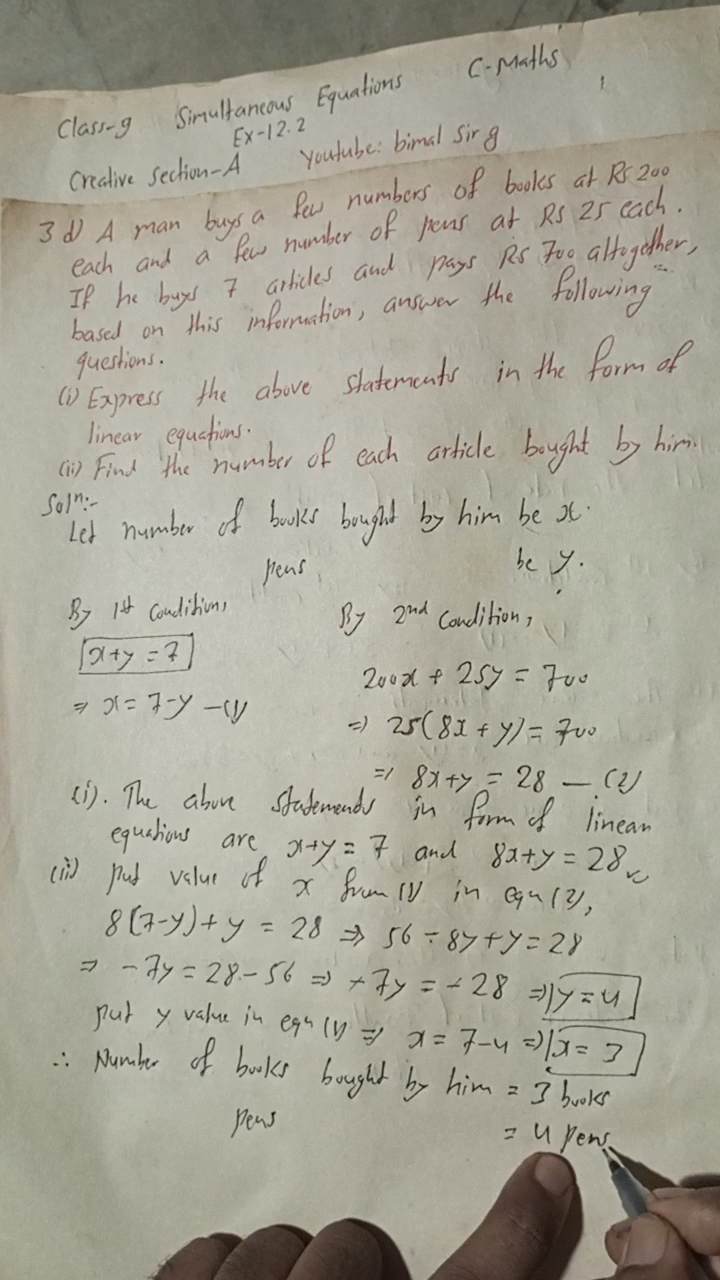 C-Maths
Class-9 Simultaneous Equations
Ex-12.2
Creative Section-A Youtube: bimal Sir g
3 d) A man buys a few numbers of books at Rs 200
each and a few number of pens at Rs 25 each.
If he buys 7 articles and pays Rs 700 altogether,
based on this information, answer the following
questions.
(i) Express the above statements in the form of
linear equations.
(ii) Find the number of each article bought by him.
Solⁿ:-
Let number of books bought by him be x.
pens be y.
By 1st condition, By 2nd Condition,
x+y = 7 200x + 25y = 700
⇒ x = 7-y —(1) ⇒ 25(8x + y) = 700
⇒ 8x+y = 28 —(2)
(i). The above statements in form of linear
equations are x+y = 7 and 8x+y = 28
(ii) put value of x from (1) in eqn (2),
8(7-y)+y = 28 ⇒ 56 - 8y+y = 28
⇒ -7y = 28-56 ⇒ -7y = -28 ⇒ y = 4
put y value in eqn (1) ⇒ x = 7-4 ⇒ x = 3
∴ Number of books bought by him = 3 books
pens = 4 pens